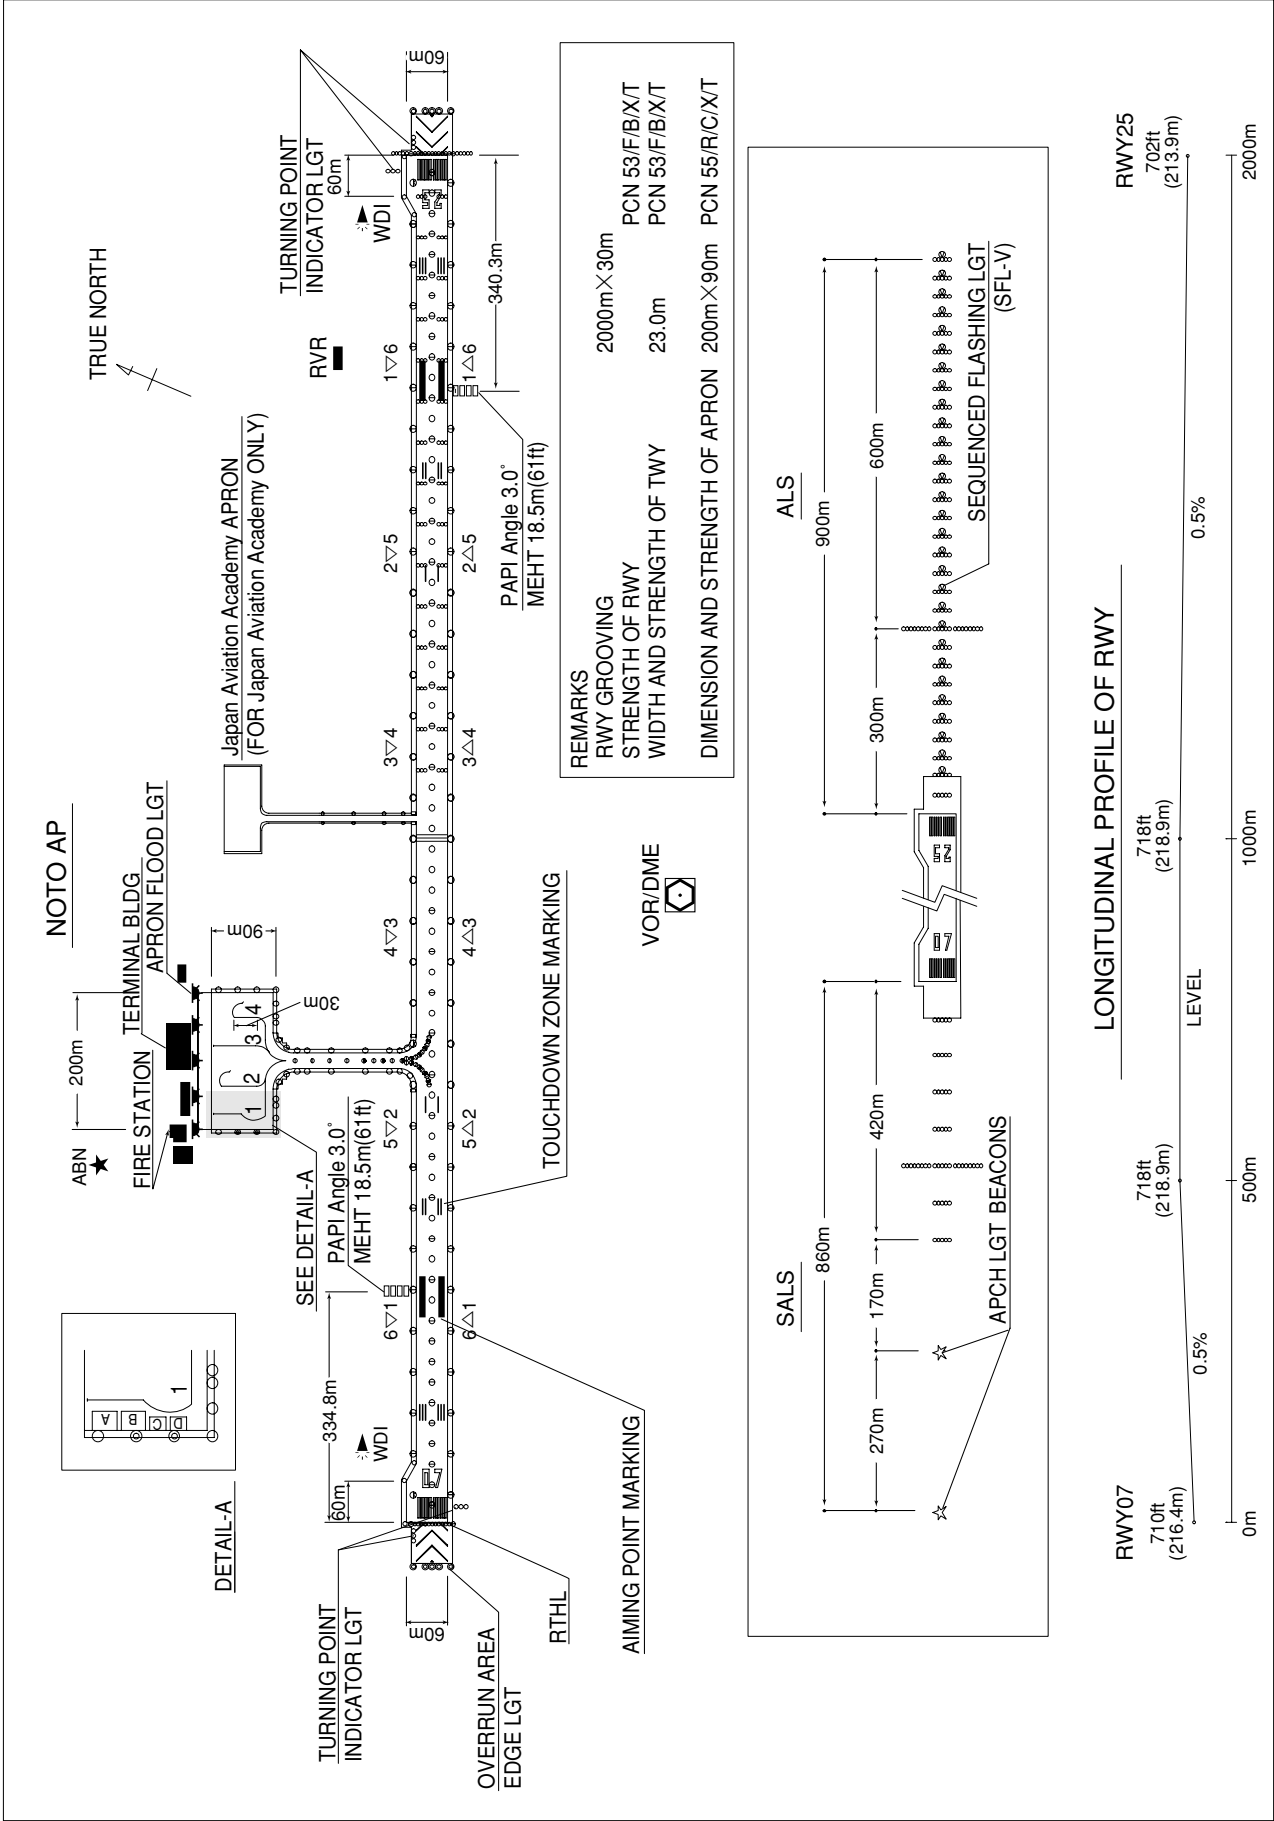 NOTO AP
TRUE NORTH
ABN
FIRE STATION
TERMINAL BLDG
APRON FLOOD LGT
200m
90m
30m
1
2
3
4
Japan Aviation Academy APRON
(FOR Japan Aviation Academy ONLY)
TURNING POINT
INDICATOR LGT
60m
60m
WDI
RVR
340.3m
DETAIL-A
A
B
C
D
1
SEE DETAIL-A
PAPI Angle 3.0°
MEHT 18.5m(61ft)
334.8m
60m
WDI
6▽1
5▽2
4▽3
3▽4
2▽5
1▽6
07
25
6△1
5△2
4△3
3△4
2△5
1△6
TURNING POINT
INDICATOR LGT
60m
OVERRUN AREA
EDGE LGT
RTHL
AIMING POINT MARKING
TOUCHDOWN ZONE MARKING
VOR/DME
PAPI Angle 3.0°
MEHT 18.5m(61ft)
REMARKS
RWY GROOVING 2000m×30m
STRENGTH OF RWY PCN 53/F/B/X/T
WIDTH AND STRENGTH OF TWY 23.0m PCN 53/F/B/X/T
DIMENSION AND STRENGTH OF APRON 200m×90m PCN 55/R/C/X/T
SALS
860m
270m
170m
420m
APCH LGT BEACONS
07
25
ALS
900m
300m
600m
SEQUENCED FLASHING LGT
(SFL-V)
LONGITUDINAL PROFILE OF RWY
RWY07
710ft
(216.4m)
718ft
(218.9m)
718ft
(218.9m)
RWY25
702ft
(213.9m)
0.5%
LEVEL
0.5%
0m
500m
1000m
2000m